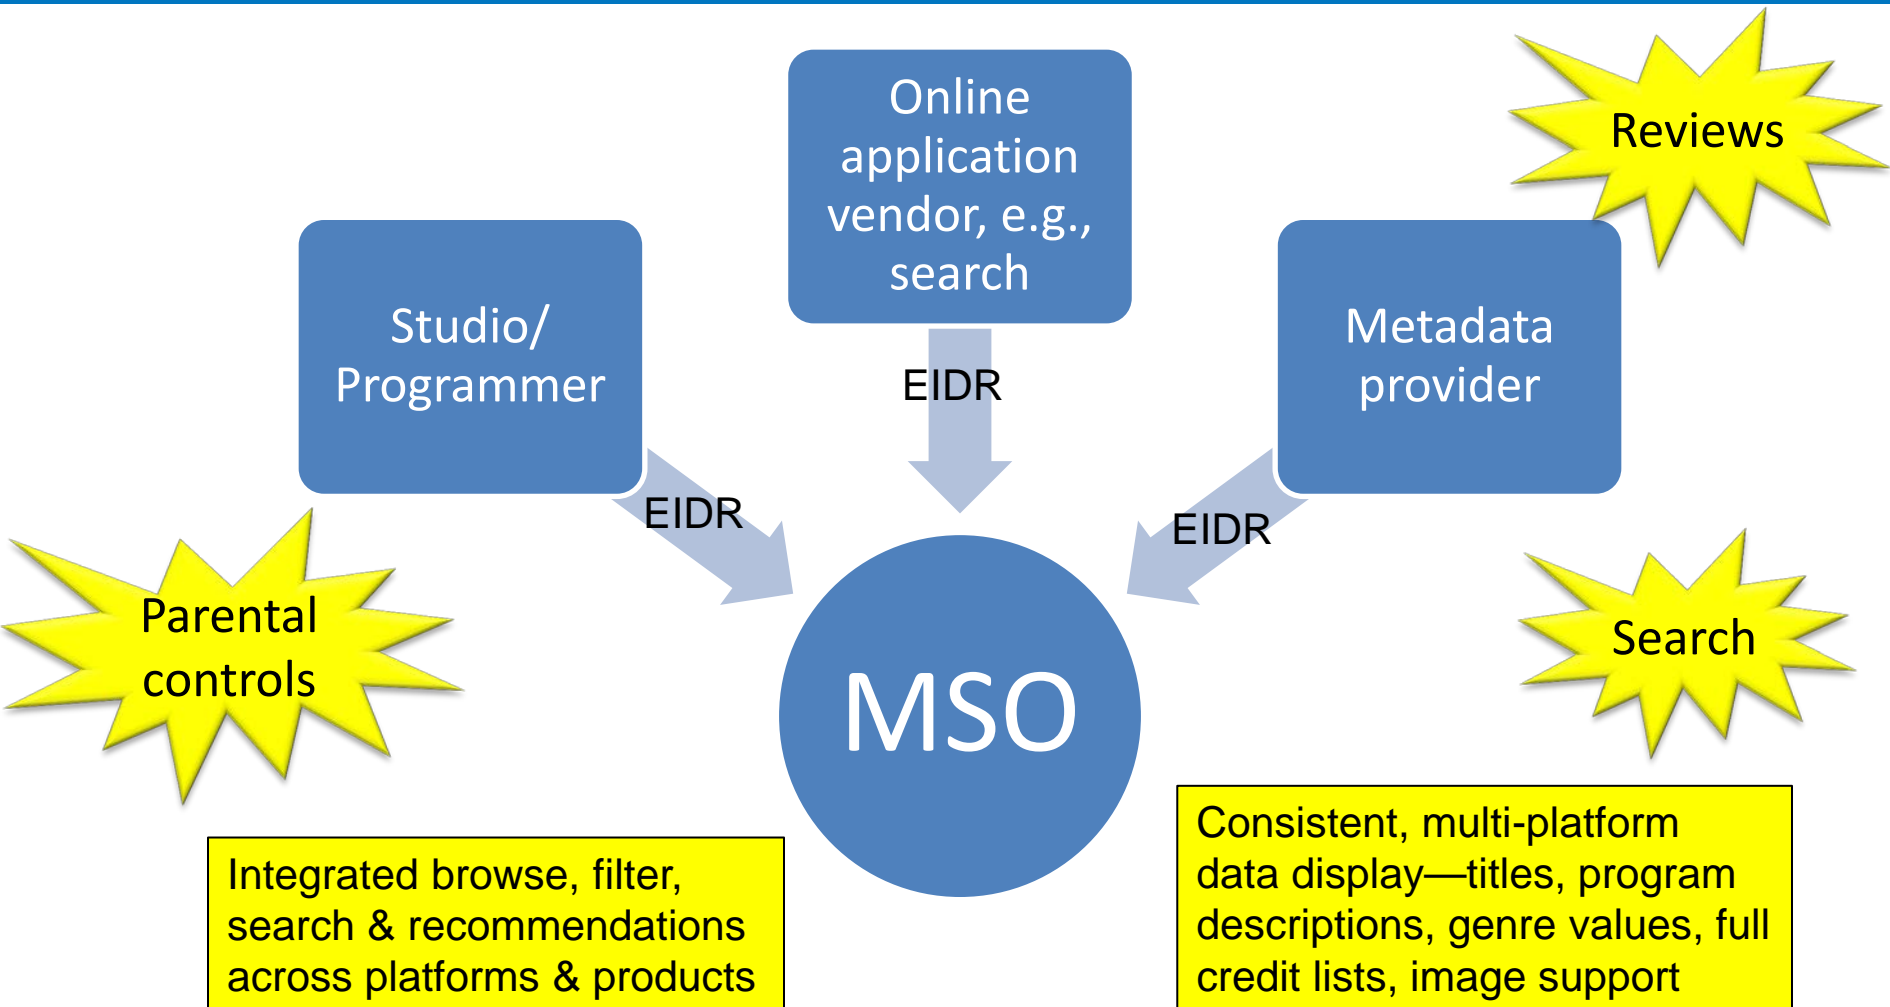 Online
application
vendor, e.g.,
search
Reviews
Studio/
Programmer
Metadata
provider
EIDR
EIDR
EIDR
Parental
controls
Search
MSO
Integrated browse, filter,
search & recommendations
across platforms & products
Consistent, multi-platform
data display—titles, program
descriptions, genre values, full
credit lists, image support